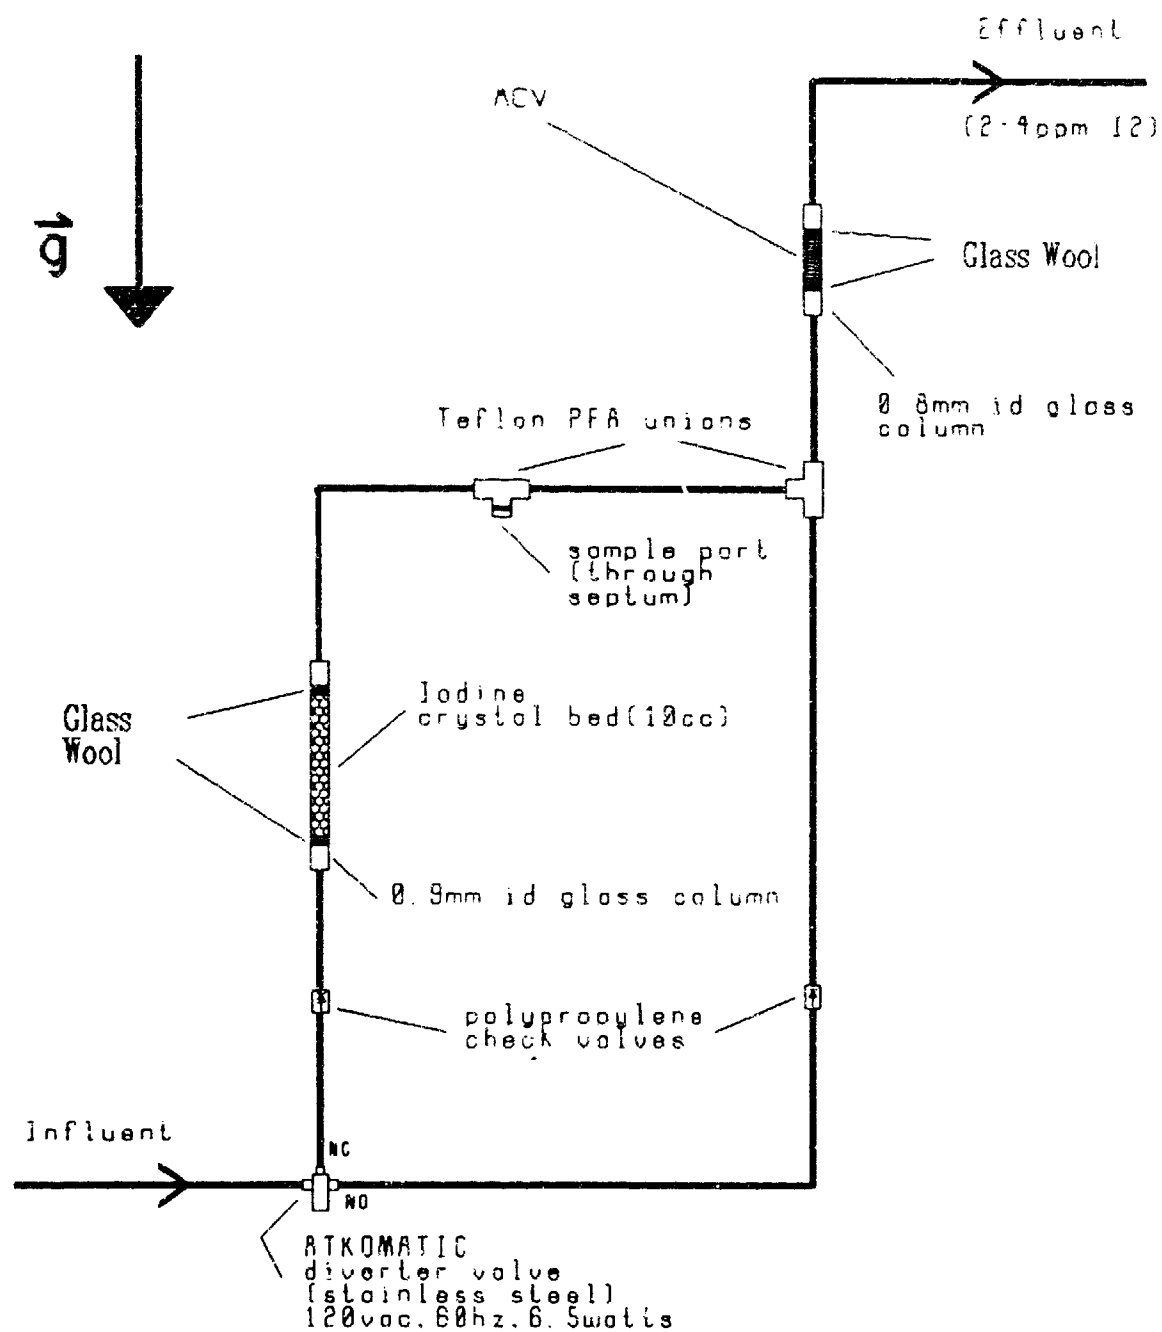 Effluent
MCV
(2-4ppm I2)
g
Glass Wool
0.8mm id glass
column
Teflon PFA unions
sample port
(through
septum)
Iodine
crystal bed(10cc)
Glass
Wool
0.9mm id glass column
polypropylene
check valves
Influent
NC
NO
ATKOMATIC
diverter valve
(stainless steel)
120vac, 60hz, 6.5watts